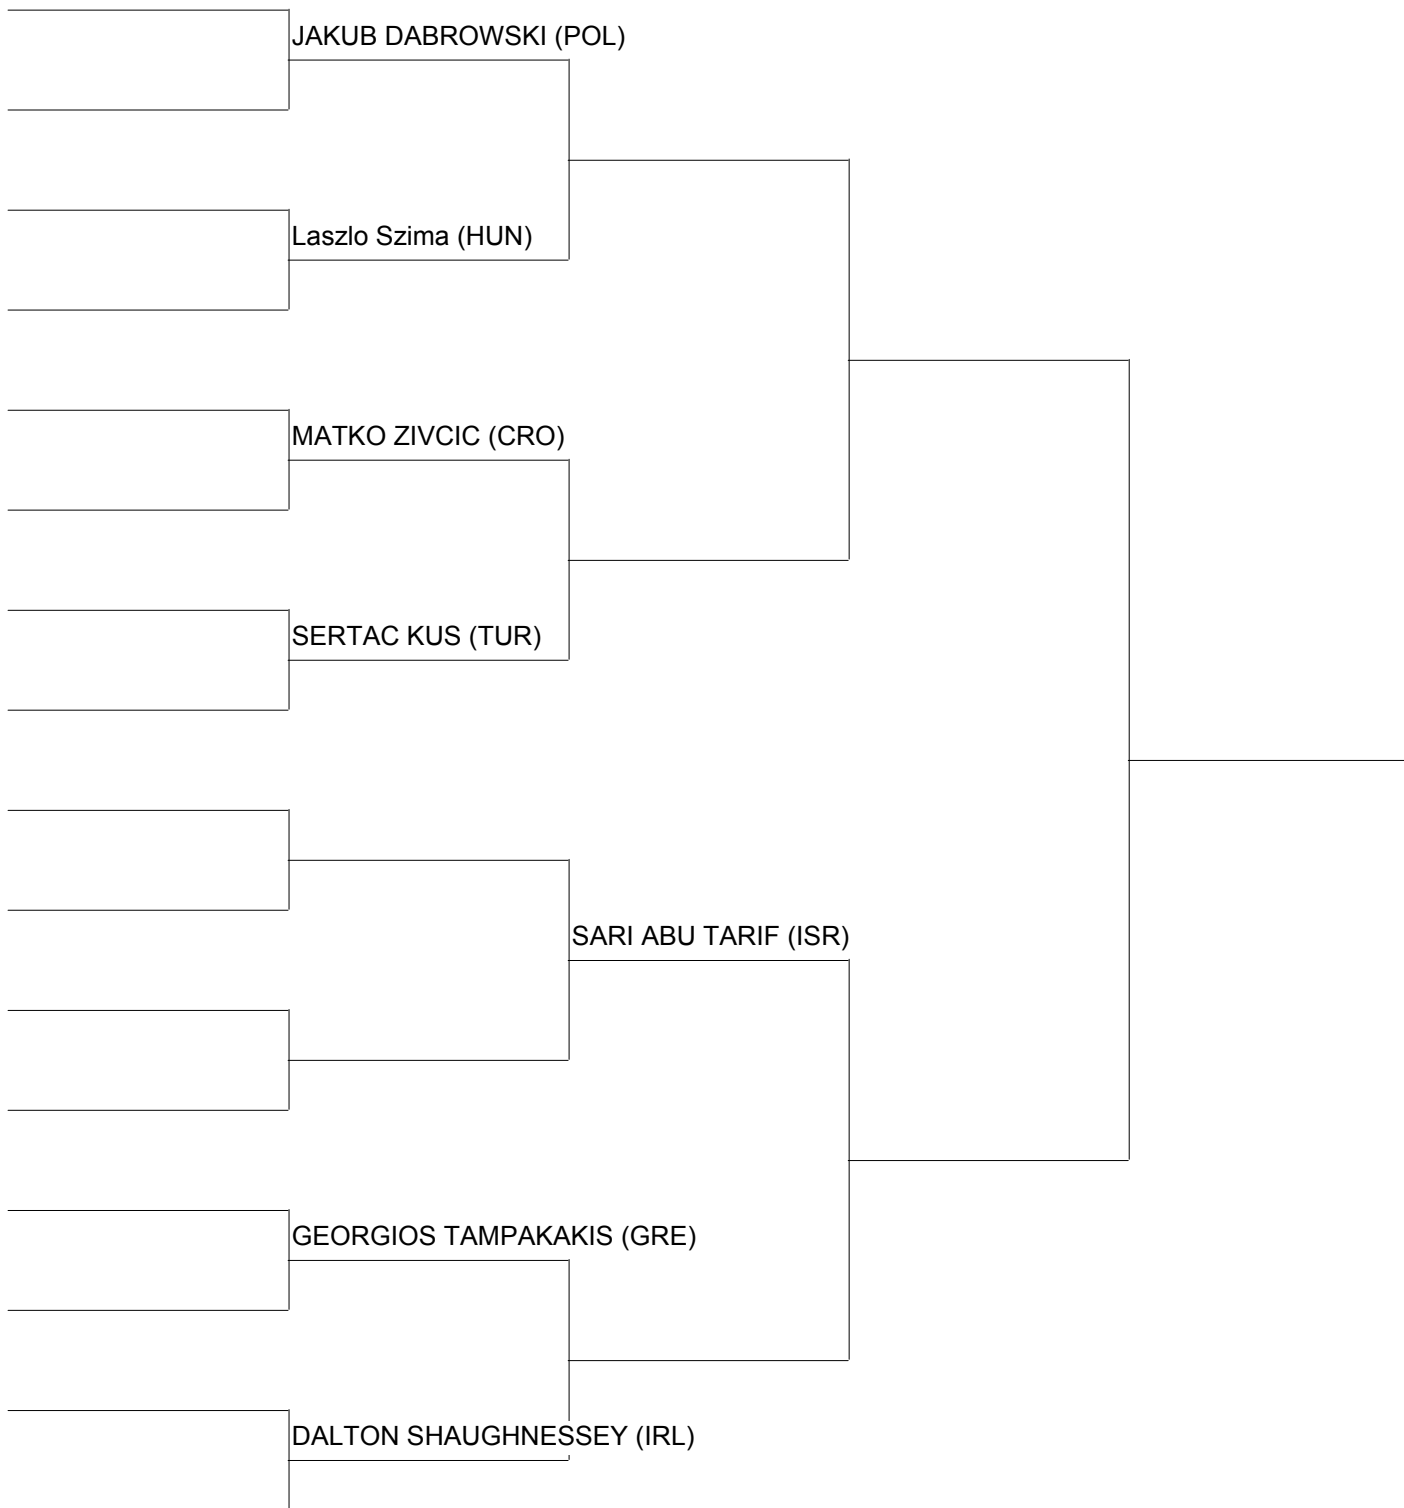 JAKUB DABROWSKI (POL)
Laszlo Szima (HUN)
MATKO ZIVCIC (CRO)
SERTAC KUS (TUR)
SARI ABU TARIF (ISR)
GEORGIOS TAMPAKAKIS (GRE)
DALTON SHAUGHNESSEY (IRL)